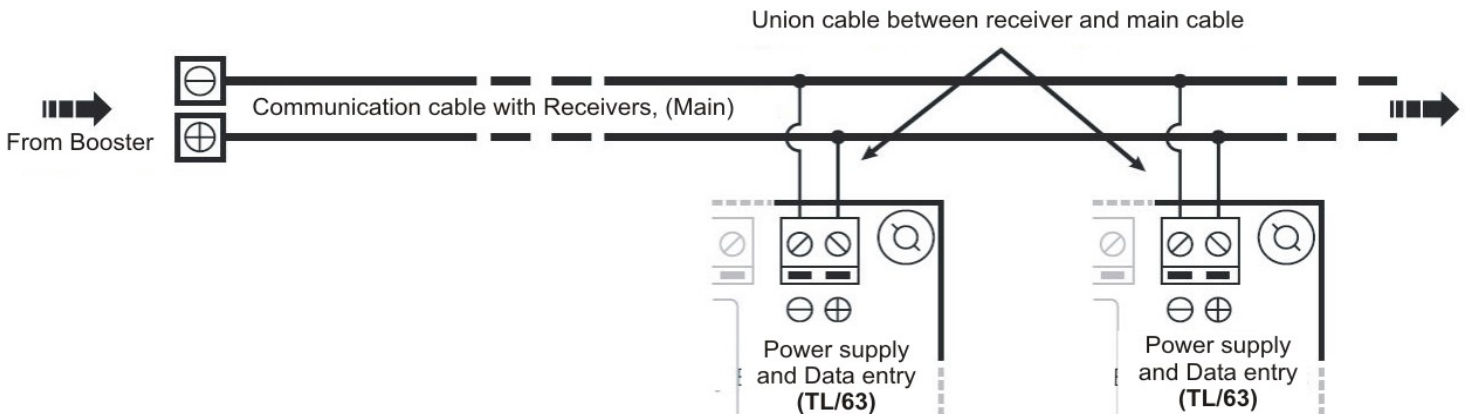 Union cable between receiver and main cable
Communication cable with Receivers, (Main)
From Booster
Power supply
and Data entry
(TL/63)
Power supply
and Data entry
(TL/63)